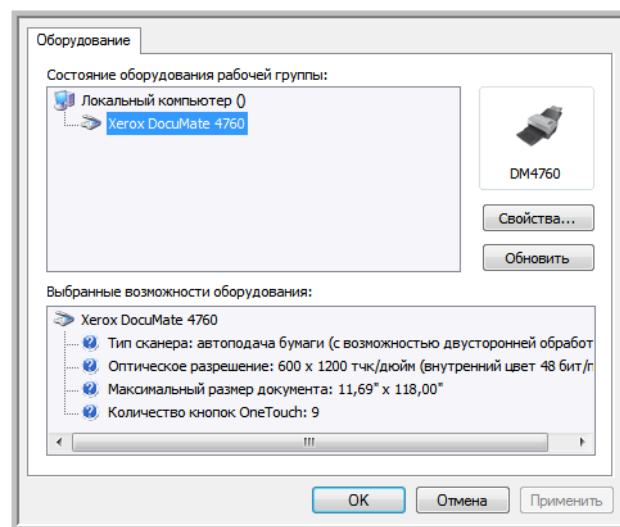 Оборудование
Состояние оборудования рабочей группы:
Локальный компьютер ()
Xerox DocuMate 4760
DM4760
Свойства...
Обновить
Выбранные возможности оборудования:
Xerox DocuMate 4760
Тип сканера: автоподача бумаги (с возможностью двусторонней обработ
Оптическое разрешение: 600 x 1200 тчк/дюйм (внутренний цвет 48 бит/п
Максимальный размер документа: 11,69" x 118,00"
Количество кнопок OneTouch: 9
OK
Отмена
Применить